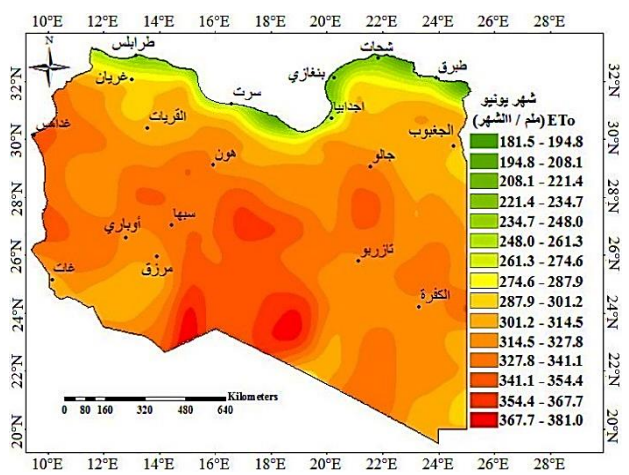 10°E 12°E 14°E 16°E 18°E 20°E 22°E 24°E 26°E 28°E
32°N
30°N
28°N
26°N
24°N
22°N
20°N
N
طرابلس
شحات
غريان
بنغازي
طبرق
سرت
القريات
اجدابيا
الجغبوب
غدامس
هون
جالو
أوباري
سبها
مرزق
تازربو
غات
الكفرة
شهر يونيو
ETo (ملم / االشهر)
181.5 - 194.8
194.8 - 208.1
208.1 - 221.4
221.4 - 234.7
234.7 - 248.0
248.0 - 261.3
261.3 - 274.6
274.6 - 287.9
287.9 - 301.2
301.2 - 314.5
314.5 - 327.8
327.8 - 341.1
341.1 - 354.4
354.4 - 367.7
367.7 - 381.0
Kilometers
0 80 160 320 480 640
32°N
30°N
28°N
26°N
24°N
22°N
20°N
10°E 12°E 14°E 16°E 18°E 20°E 22°E 24°E 26°E 28°E